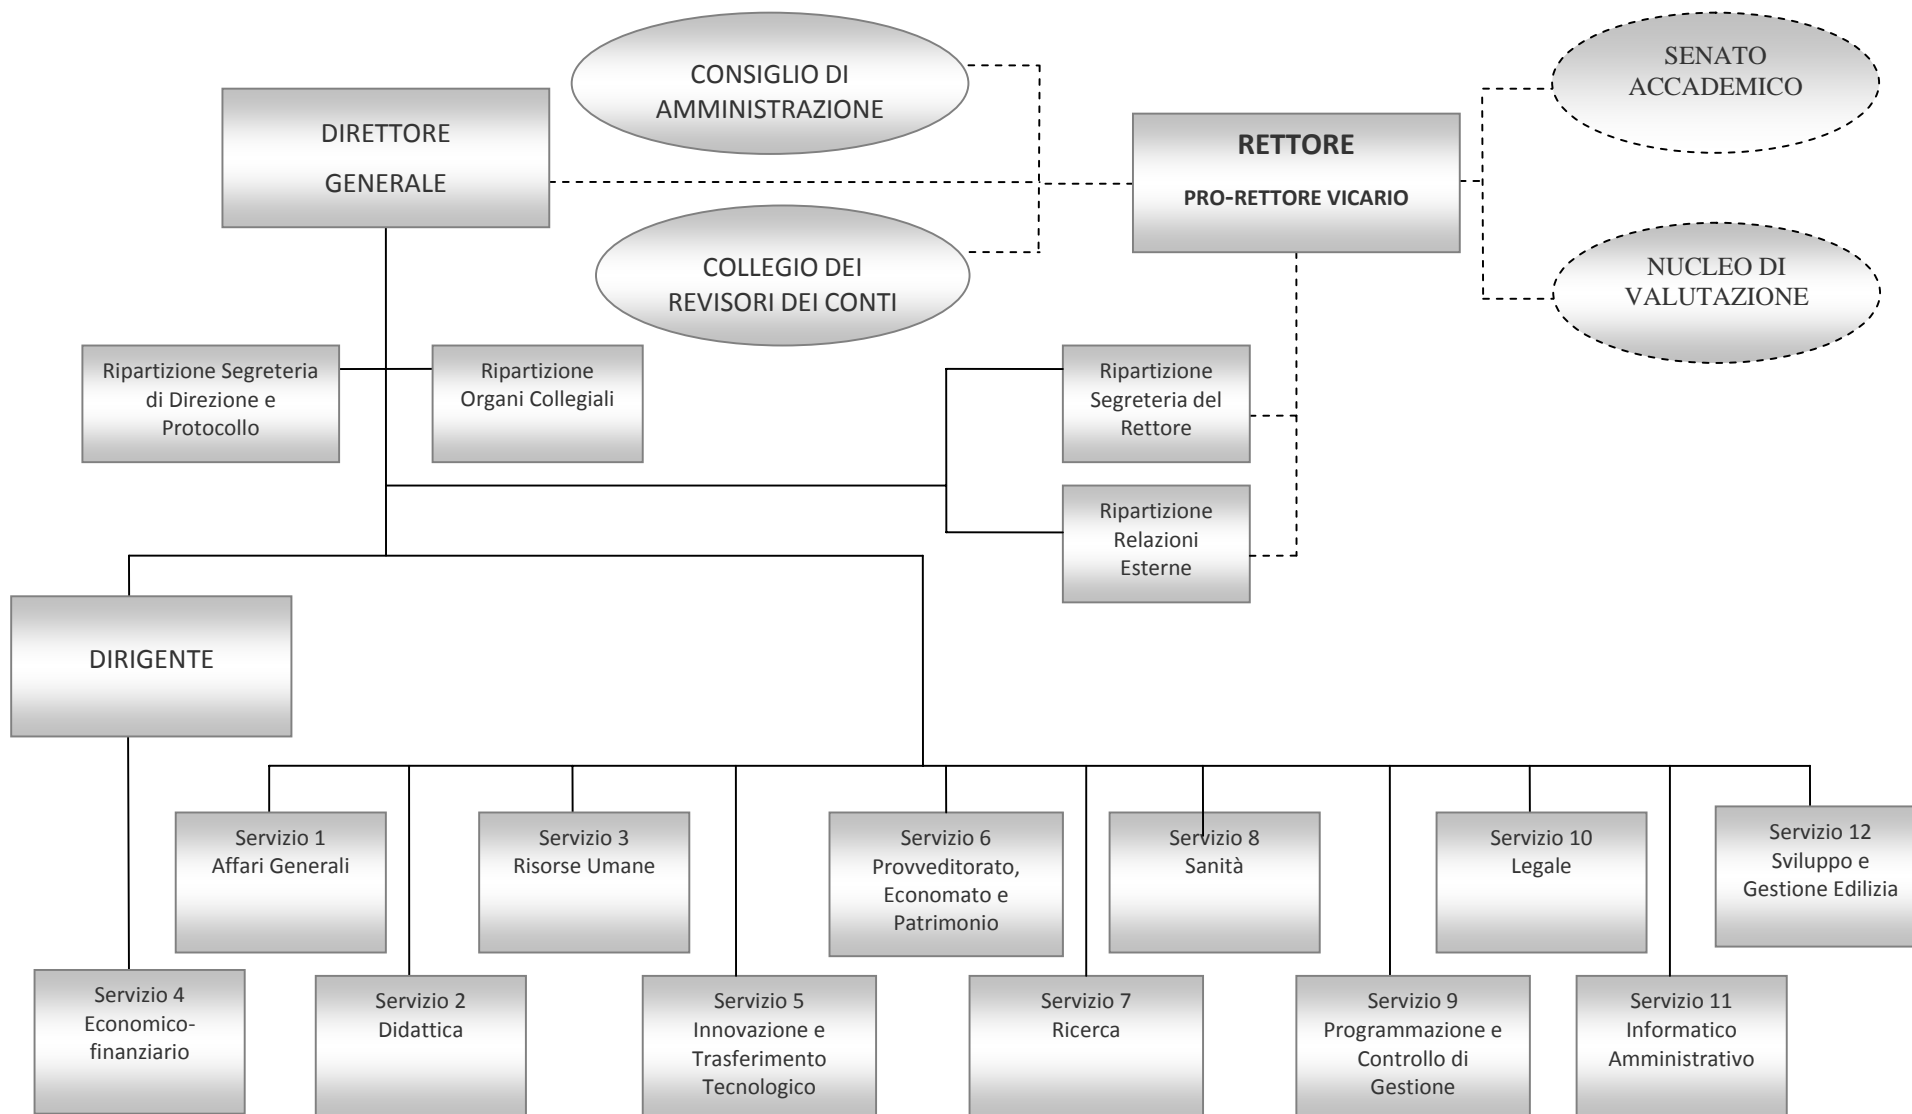 CONSIGLIO DI
AMMINISTRAZIONE
SENATO
ACCADEMICO
DIRETTORE
GENERALE
RETTORE
PRO-RETTORE VICARIO
COLLEGIO DEI
REVISORI DEI CONTI
NUCLEO DI
VALUTAZIONE
Ripartizione Segreteria
di Direzione e
Protocollo
Ripartizione
Organi Collegiali
Ripartizione
Segreteria del
Rettore
Ripartizione
Relazioni
Esterne
DIRIGENTE
Servizio 1
Affari Generali
Servizio 3
Risorse Umane
Servizio 6
Provveditorato,
Economato e
Patrimonio
Servizio 8
Sanità
Servizio 10
Legale
Servizio 12
Sviluppo e
Gestione Edilizia
Servizio 4
Economico-
finanziario
Servizio 2
Didattica
Servizio 5
Innovazione e
Trasferimento
Tecnologico
Servizio 7
Ricerca
Servizio 9
Programmazione e
Controllo di
Gestione
Servizio 11
Informatico
Amministrativo